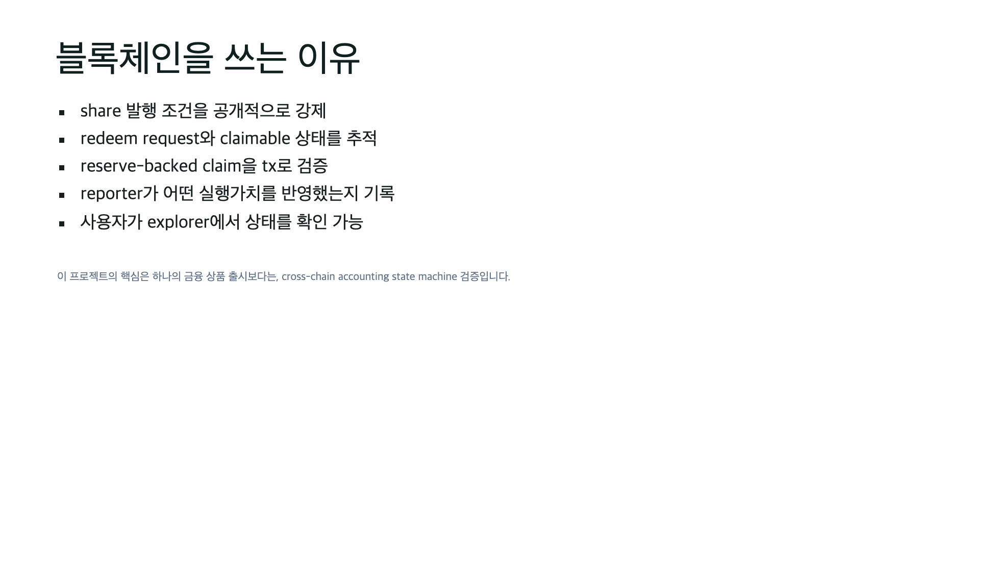 블록체인을 쓰는 이유
▪ share 발행 조건을 공개적으로 강제
▪ redeem request와 claimable 상태를 추적
▪ reserve-backed claim을 tx로 검증
▪ reporter가 어떤 실행가치를 반영했는지 기록
▪ 사용자가 explorer에서 상태를 확인 가능
이 프로젝트의 핵심은 하나의 금융 상품 출시보다는, cross-chain accounting state machine 검증입니다.